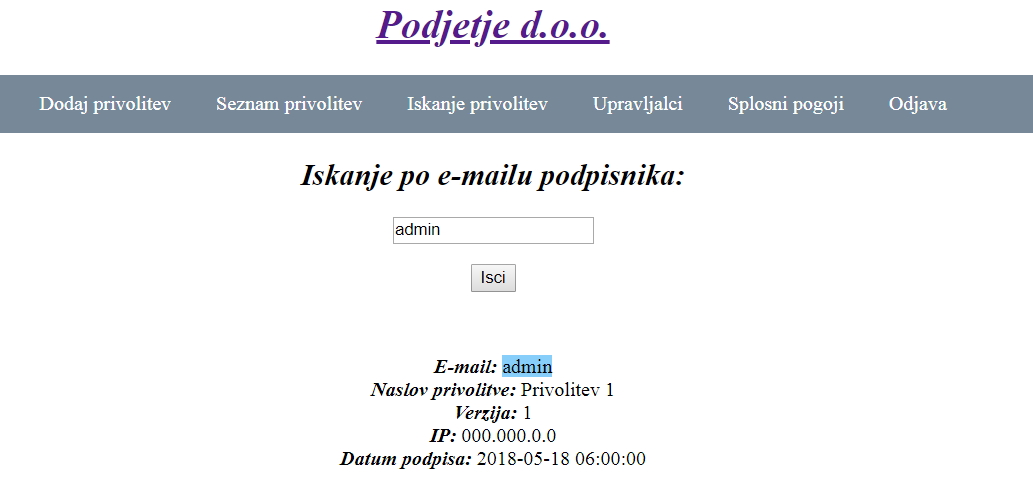 Podjetje d.o.o.
Dodaj privolitev Seznam privolitev Iskanje privolitev Upravljalci Splosni pogoji Odjava
Iskanje po e-mailu podpisnika:
admin
Isci
E-mail: admin
Naslov privolitve: Privolitev 1
Verzija: 1
IP: 000.000.0.0
Datum podpisa: 2018-05-18 06:00:00